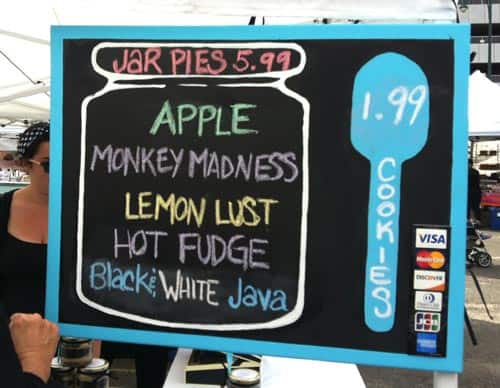 JAR PIES 5.99
APPLE
MONKEY MADNESS
LEMON LUST
HOT FUDGE
Black & WHITE Java
1.99
COOKIES
VISA
MasterCard
DISCOVER
JCB